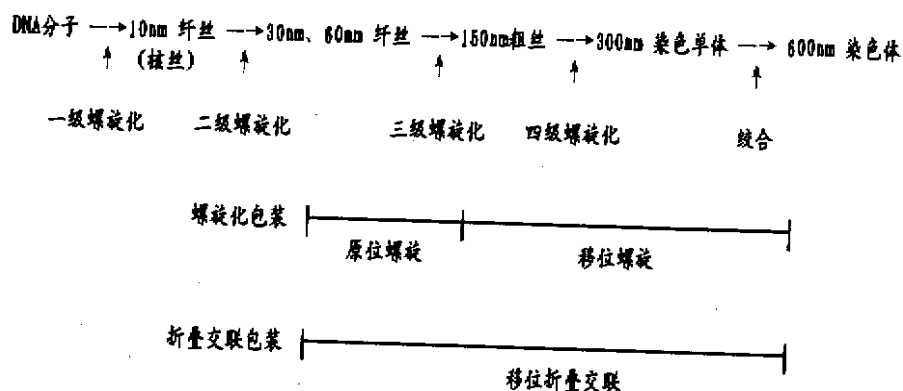 DNA分子 → 10nm 纤丝 → 30nm、60nm 纤丝 → 150nm粗丝 → 300nm 染色单体 → 600nm 染色体
(核丝)
一级螺旋化 二级螺旋化 三级螺旋化 四级螺旋化 绞合
螺旋化包装
原位螺旋 移位螺旋
折叠交联包装
移位折叠交联